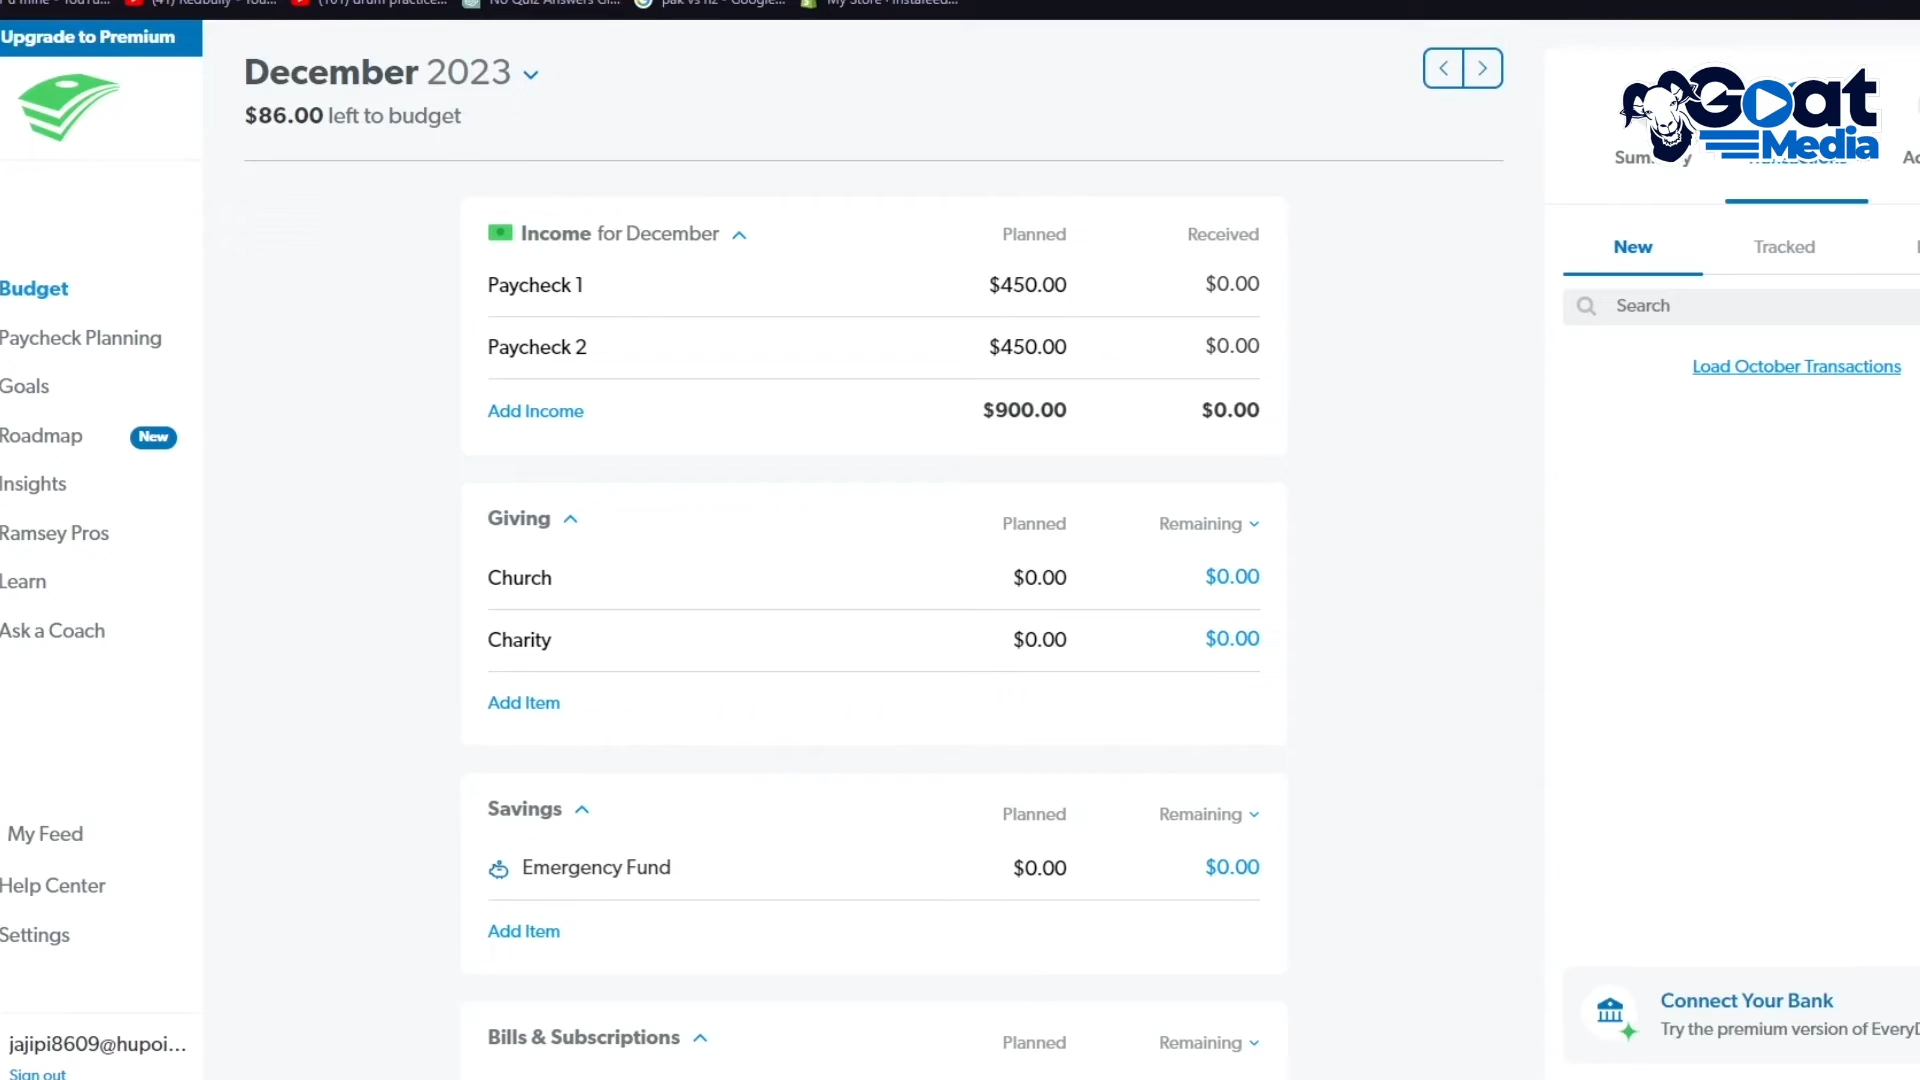 Upgrade to Premium
December 2023
$86.00 left to budget
Goat
Media
Income for December
Planned
Received
Paycheck 1
$450.00
$0.00
Paycheck 2
$450.00
$0.00
Add Income
$900.00
$0.00
Giving
Planned
Remaining
Church
$0.00
$0.00
Charity
$0.00
$0.00
Add Item
Savings
Planned
Remaining
Emergency Fund
$0.00
$0.00
Add Item
Bills & Subscriptions
Planned
Remaining
Budget
Paycheck Planning
Goals
Roadmap
New
Insights
Ramsey Pros
Learn
Ask a Coach
My Feed
Help Center
Settings
jajipi8609@hupoi...
Sign out
New
Tracked
Search
Load October Transactions
Connect Your Bank
Try the premium version of EveryD